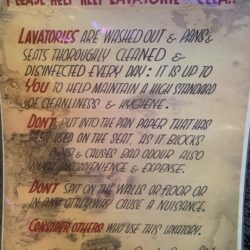 PLEASE HELP KEEP LAVATORIES CLEAN
LAVATORIES ARE WASHED OUT & PANS &
SEATS THOROUGHLY CLEANED &
DISINFECTED EVERY DAY: IT IS UP TO
YOU TO HELP MAINTAIN A HIGH STANDARD
OF CLEANLINESS & HYGIENE.
DON'T PUT INTO THE PAN PAPER THAT HAS
BEEN USED ON THE SEAT, AS IT BLOCKS
& CAUSES BAD ODOUR ALSO
MUCH INCONVENIENCE & EXPENSE.
DON'T SPIT ON THE WALLS OR FLOOR OR
IN ANY OTHER WAY CAUSE A NUISANCE.
CONSIDER OTHERS WHO USE THIS LAVATORY.